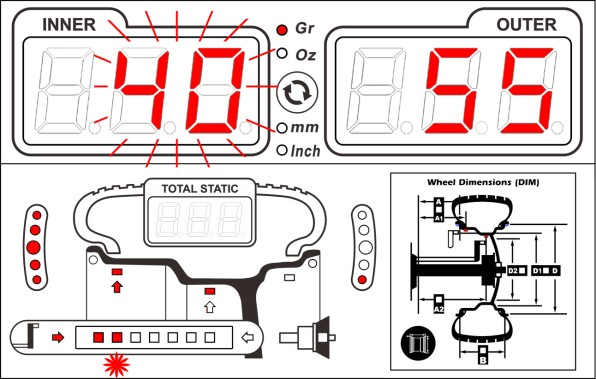 INNER
40
Gr
Oz
mm
Inch
OUTER
55
TOTAL STATIC
Wheel Dimensions (DIM)
A
A1
D2
D1
D
A2
B